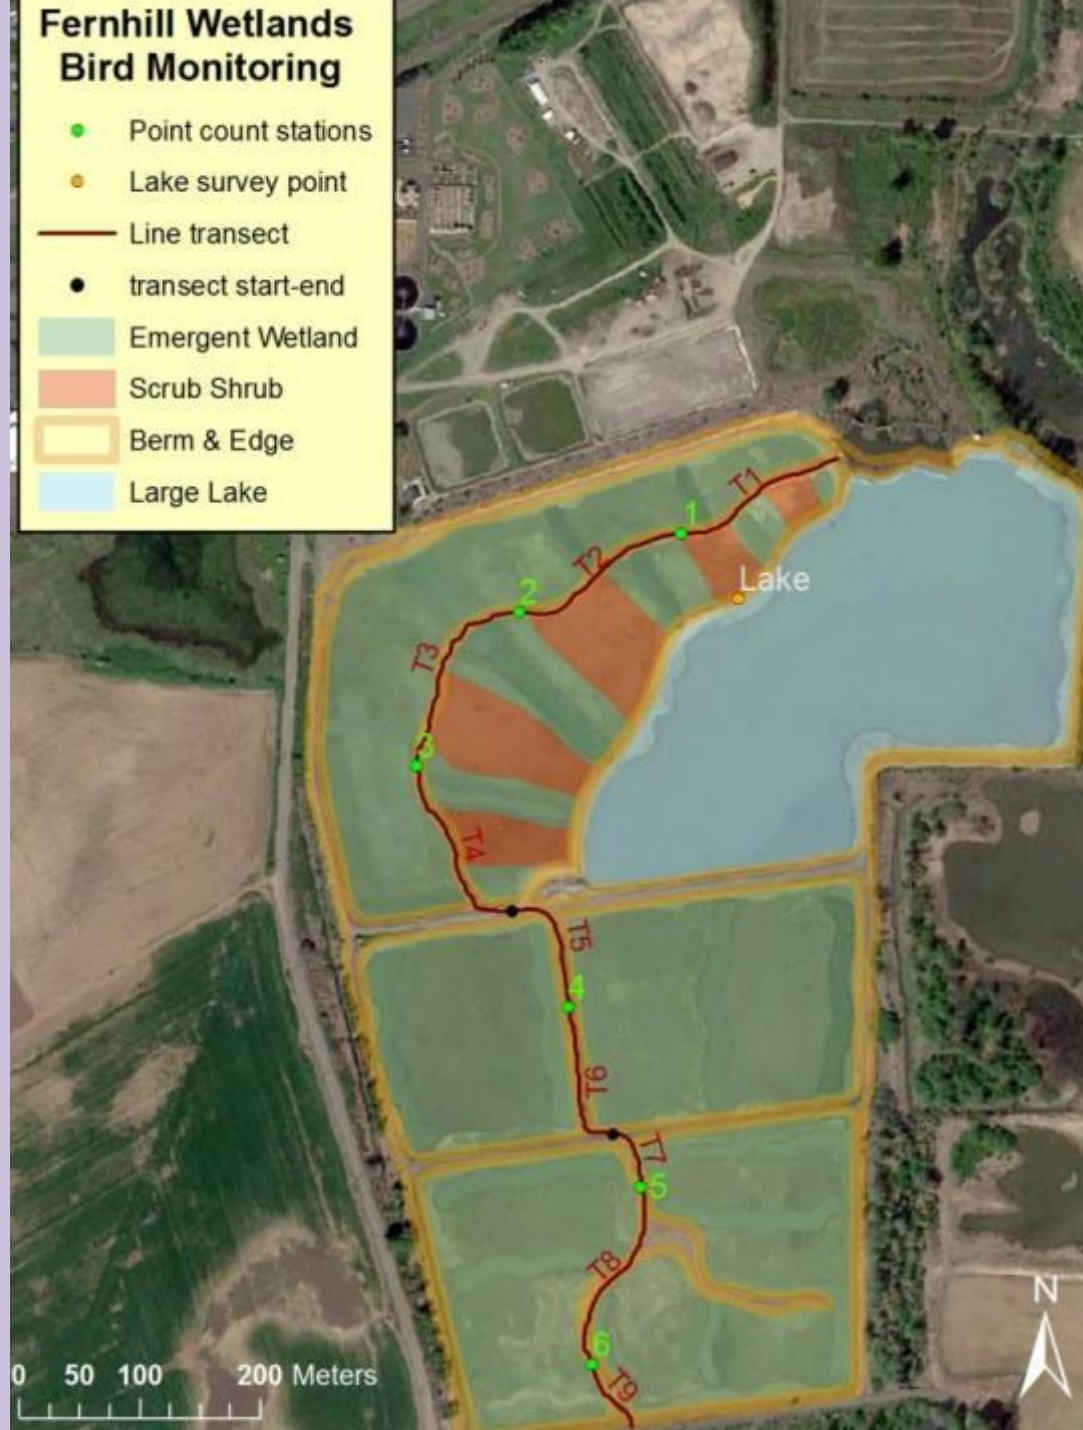 Fernhill Wetlands
Bird Monitoring
Point count stations
Lake survey point
Line transect
transect start-end
Emergent Wetland
Scrub Shrub
Berm & Edge
Large Lake
T1
1
T2
Lake
2
T3
3
T4
T5
4
T6
T7
5
T8
6
T9
N
0 50 100 200 Meters